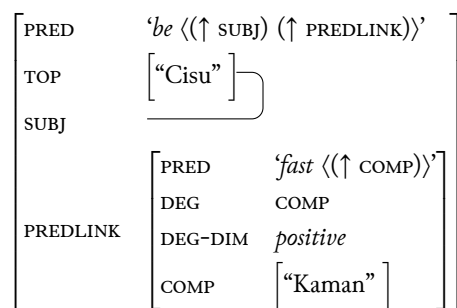 PRED ‘be ⟨(↑ SUBJ) (↑ PREDLINK)⟩’
TOP [“Cisu”]
SUBJ
PREDLINK
PRED ‘fast ⟨(↑ COMP)⟩’
DEG COMP
DEG-DIM positive
COMP [“Kaman”]